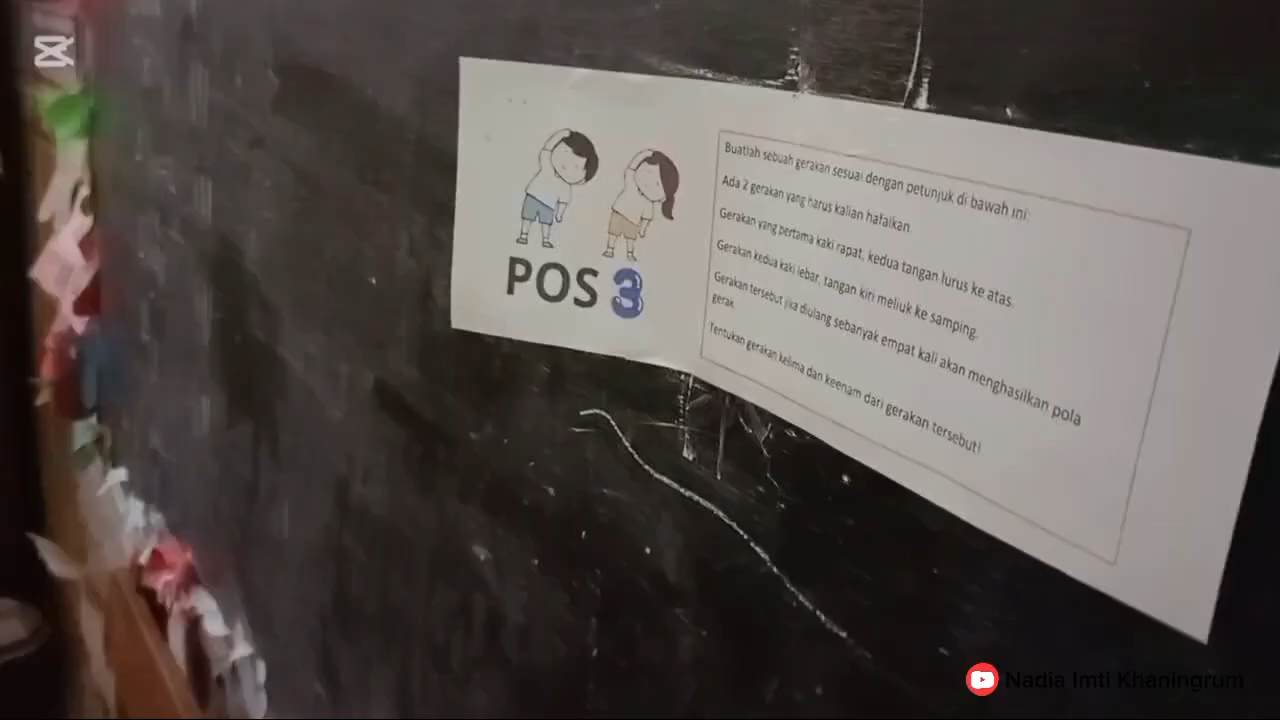 POS 3
Buatlah sebuah gerakan sesuai dengan petunjuk di bawah ini:
Ada 2 gerakan yang harus kalian hafalkan.
Gerakan yang pertama kaki rapat, kedua tangan lurus ke atas.
Gerakan kedua kaki lebar, tangan kiri meliuk ke samping.
Gerakan tersebut jika diulang sebanyak empat kali akan menghasilkan pola
gerak
Tentukan gerakan kelima dan keenam dari gerakan tersebut!
Nadia Imti Khaningrum